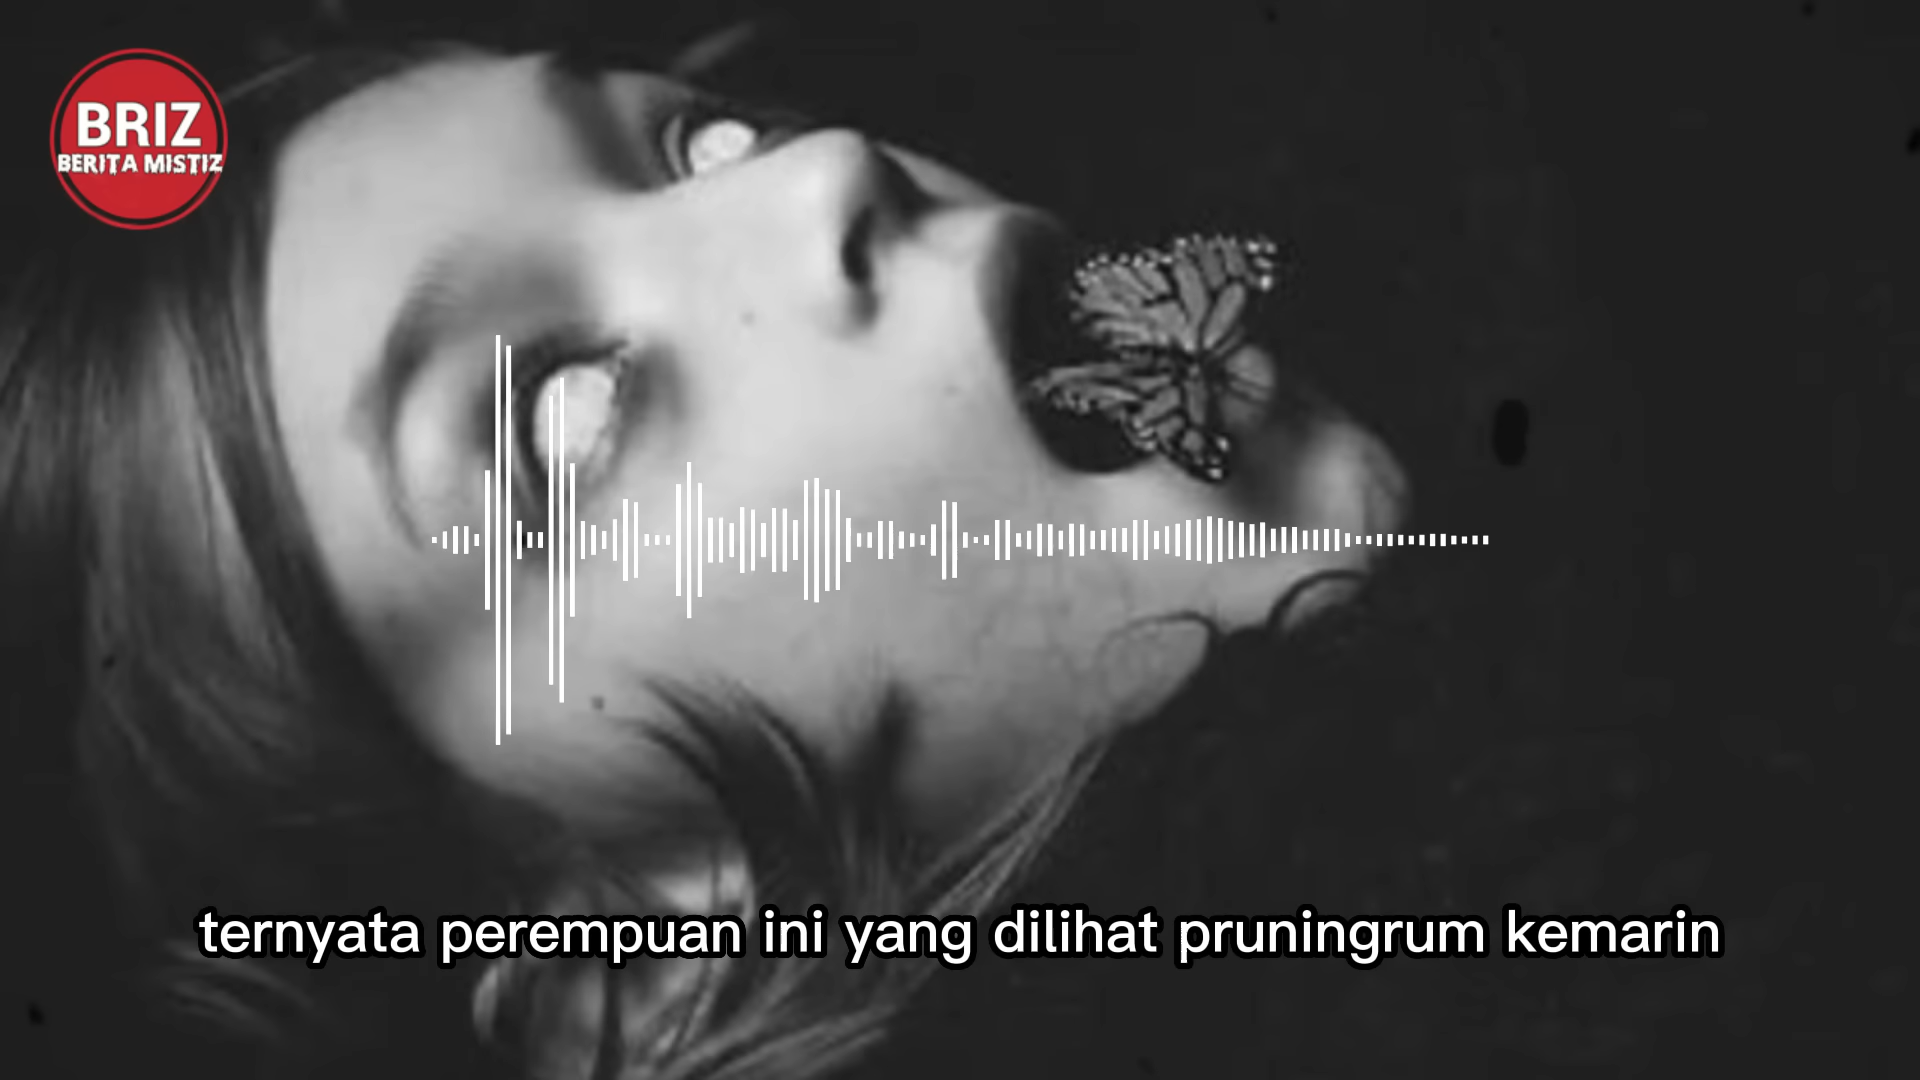 BRIZ
BERITA MISTIZ
ternyata perempuan ini yang dilihat pruningrum kemarin